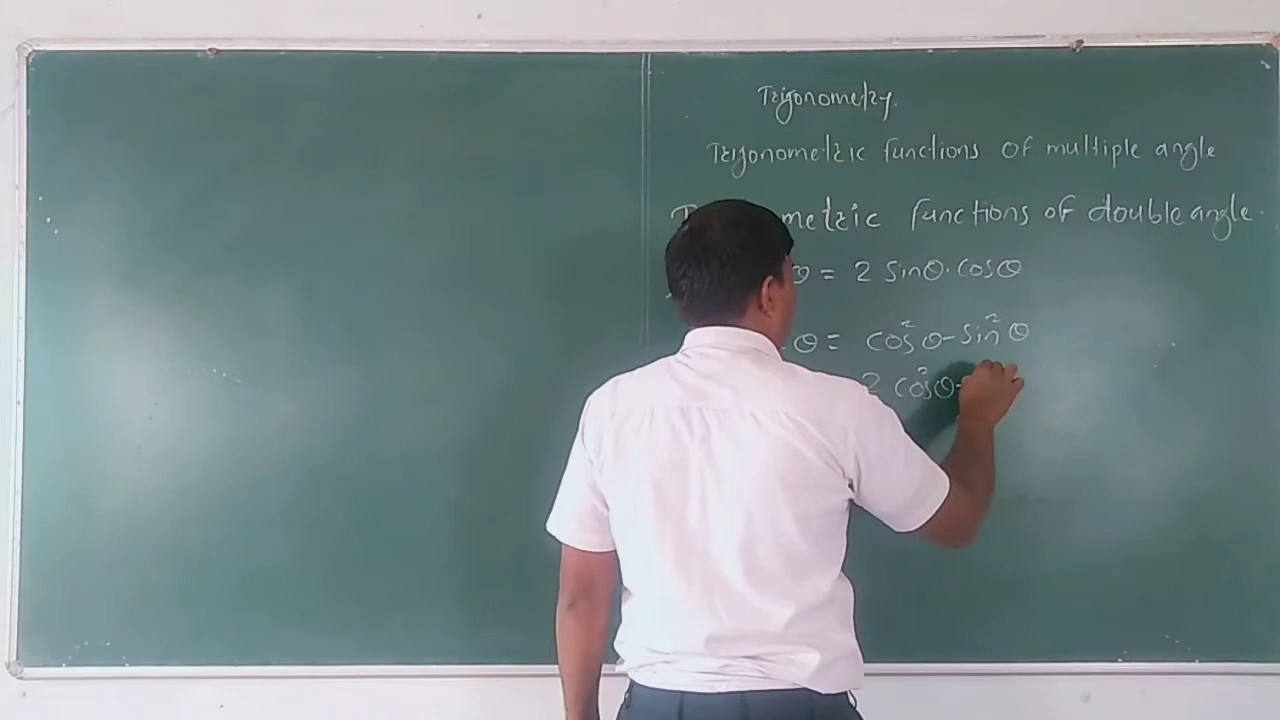 Trigonometry.
Trigonometric functions of multiple angle
metric functions of double angle.
θ = 2 sinθ·cosθ
θ = cos²θ-sin²θ
2 cos²θ-